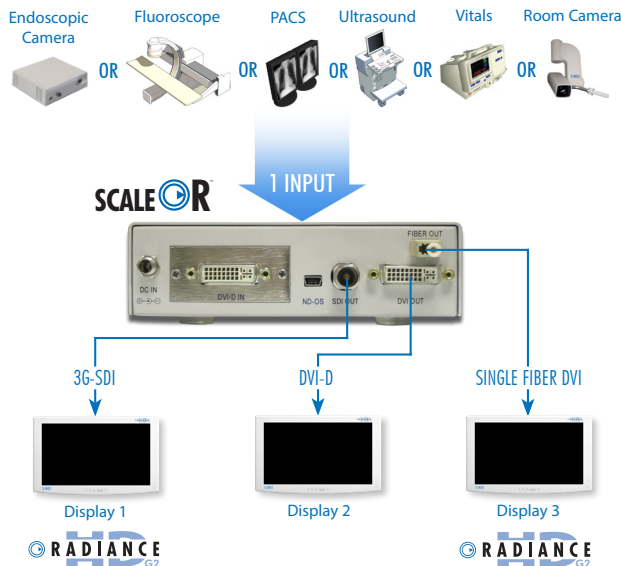 Endoscopic
Camera
Fluoroscope
PACS
Ultrasound
Vitals
Room Camera
OR
OR
OR
OR
OR
1 INPUT
SCALE OR
FIBER OUT
DC IN
DVI-D IN
ND-OS
SDI OUT
DVI OUT
3G-SDI
DVI-D
SINGLE FIBER DVI
Display 1
Display 2
Display 3
RADIANCE
HD
G2
RADIANCE
HD
G2